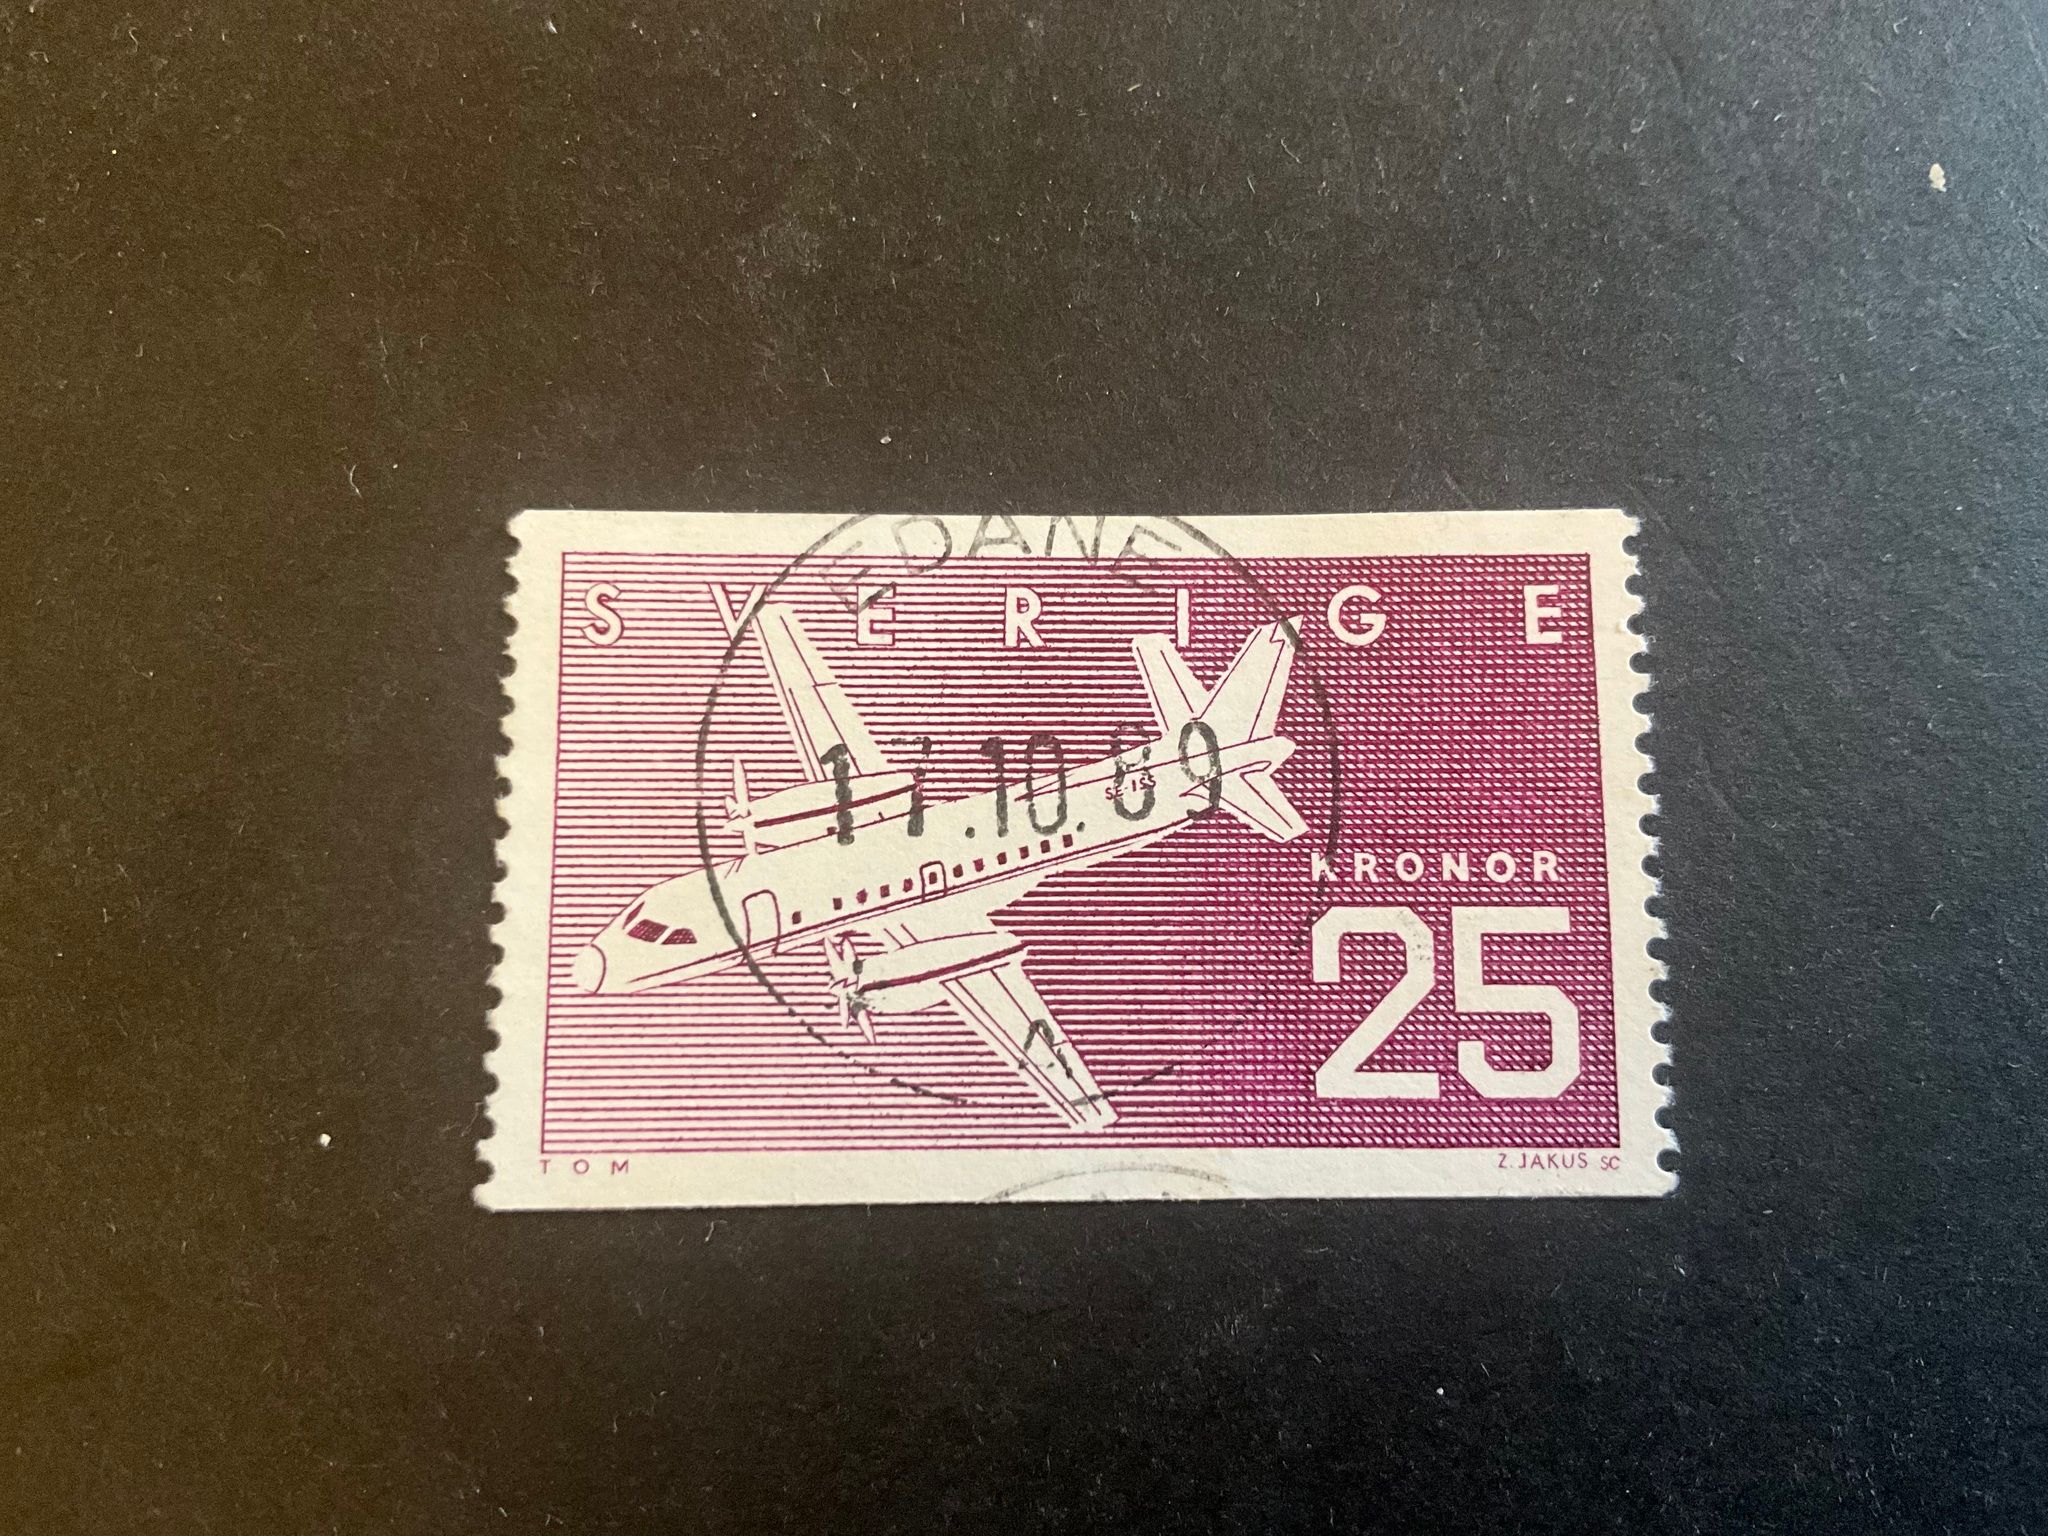 EDANE
SVERIGE
17.10.89
SE-ISS
KRONOR
25
TOM
Z. JAKUS SC